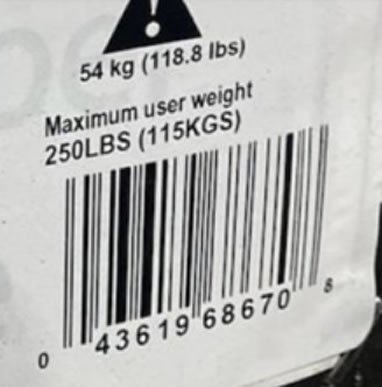 54 kg (118.8 lbs)
Maximum user weight
250LBS (115KGS)
0 43619 68670 8